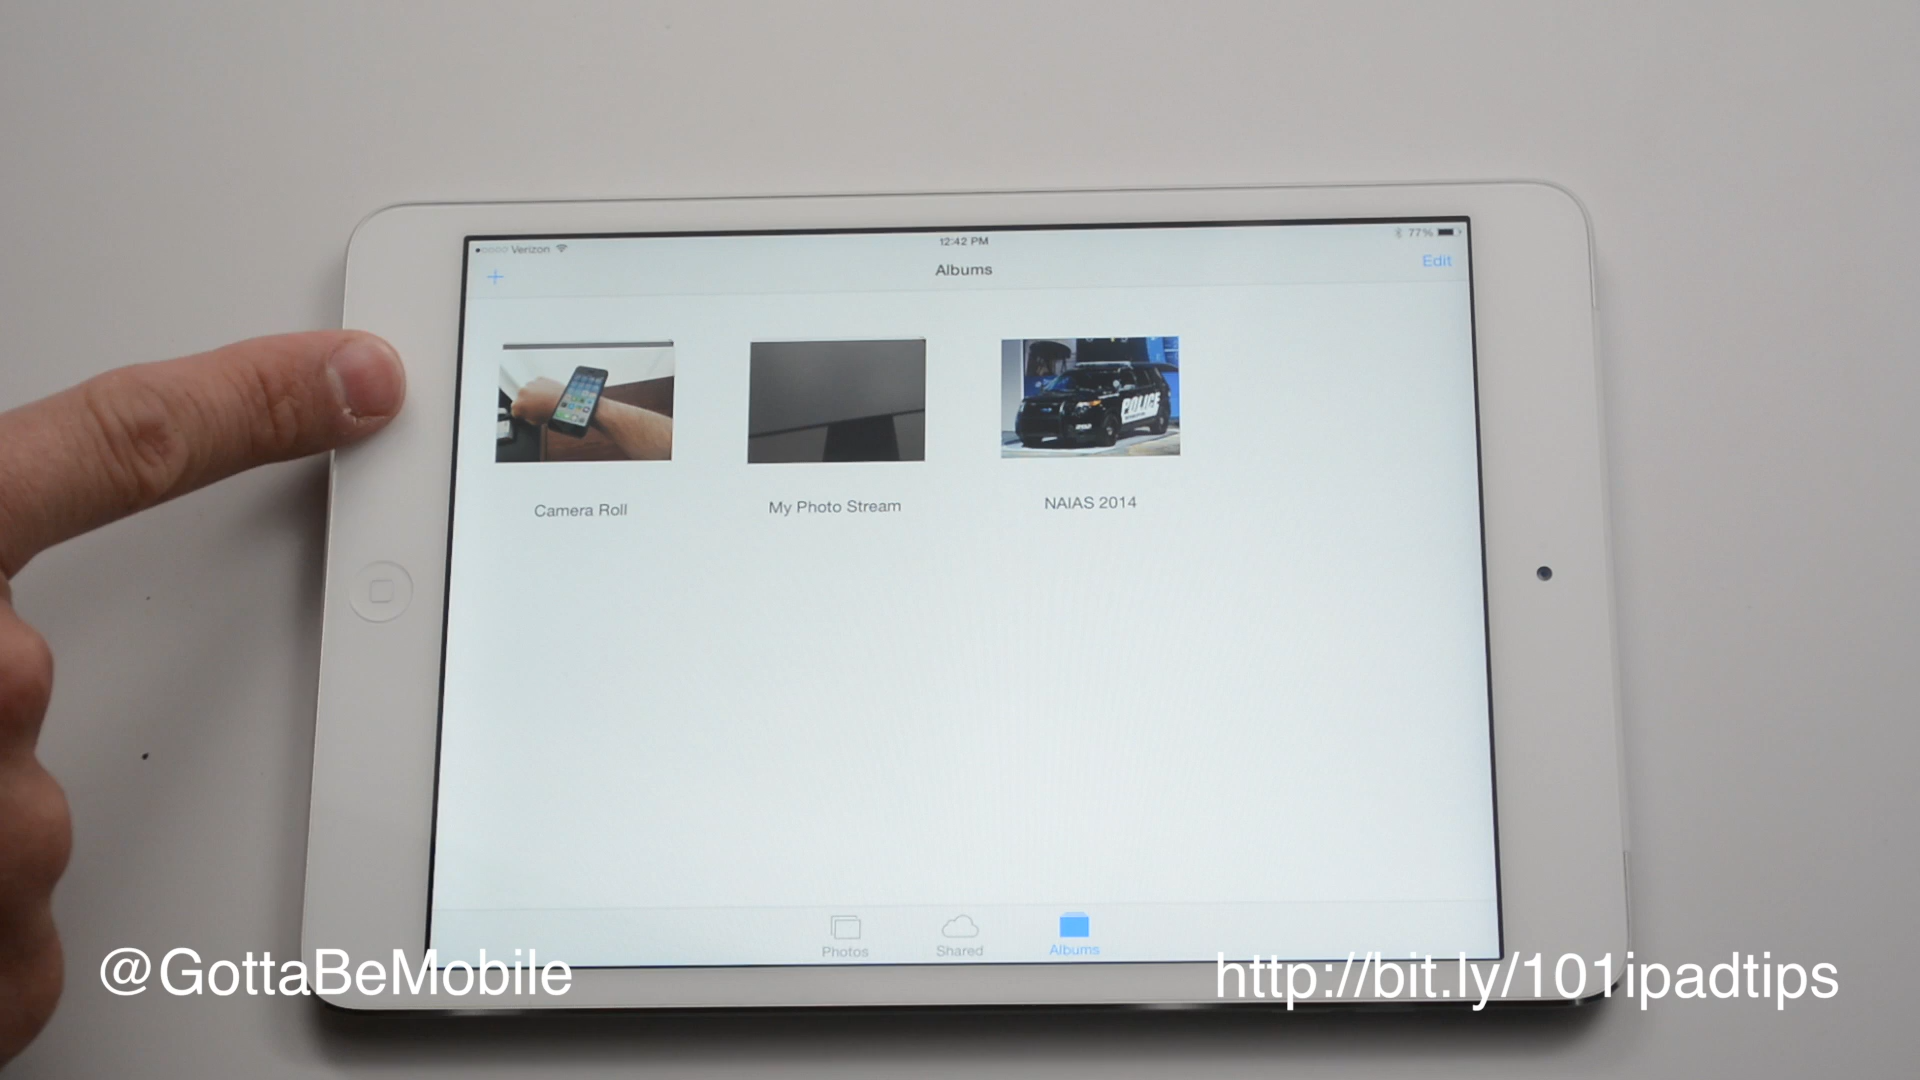 Verizon
12:42 PM
77%
Albums
Edit
POLICE
Camera Roll
My Photo Stream
NAIAS 2014
Photos
Shared
Albums
@GottaBeMobile
http://bit.ly/101ipadtips